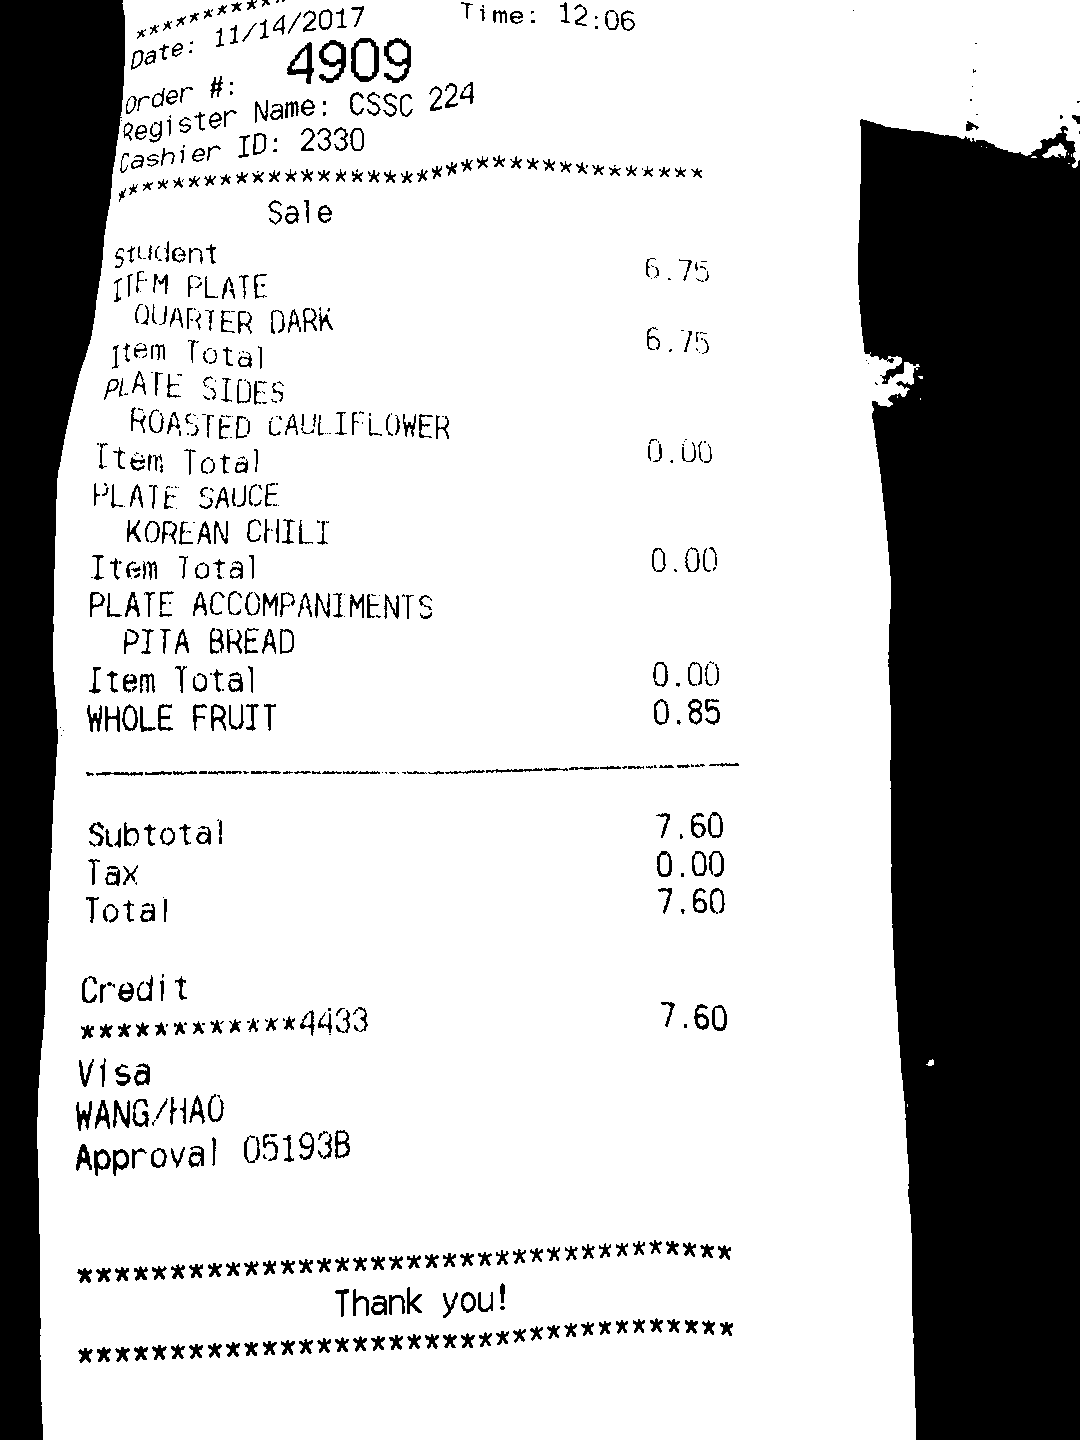 **********
Date: 11/14/2017 Time: 12:06
Order #: 4909
Register Name: CSSC 224
Cashier ID: 2330
***********************************
Sale
Student
ITEM PLATE 6.75
QUARTER DARK
Item Total 6.75
PLATE SIDES
ROASTED CAULIFLOWER
Item Total 0.00
PLATE SAUCE
KOREAN CHILI
Item Total 0.00
PLATE ACCOMPANIMENTS
PITA BREAD
Item Total 0.00
WHOLE FRUIT 0.85
Subtotal 7.60
Tax 0.00
Total 7.60
Credit
************4433 7.60
Visa
WANG/HAO
Approval 05193B
************************************
Thank you!
************************************